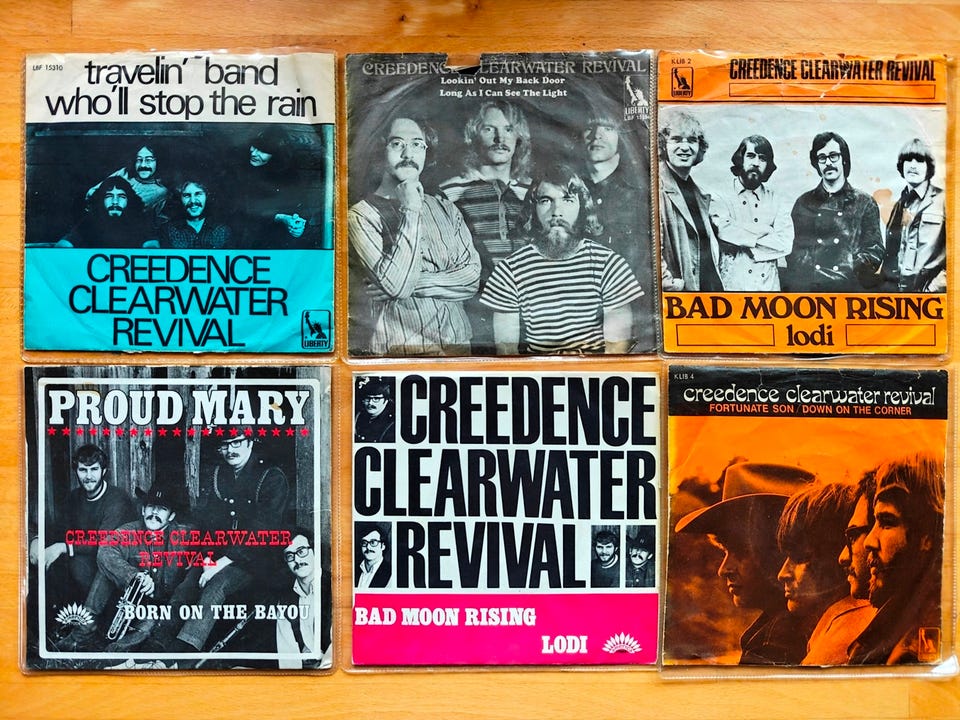 LBF 15310
travelin' band
who'll stop the rain
CREEDENCE
CLEARWATER
REVIVAL
LIBERTY
CREEDENCE CLEARWATER REVIVAL
Lookin' Out My Back Door
Long As I Can See The Light
LIBERTY
KLIB 2
CREEDENCE CLEARWATER REVIVAL
LIBERTY
BAD MOON RISING
lodi
PROUD MARY
CREEDENCE CLEARWATER
REVIVAL
BORN ON THE BAYOU
CREEDENCE
CLEARWATER
REVIVAL
BAD MOON RISING
LODI
KLIB 4
creedence clearwater revival
FORTUNATE SON / DOWN ON THE CORNER